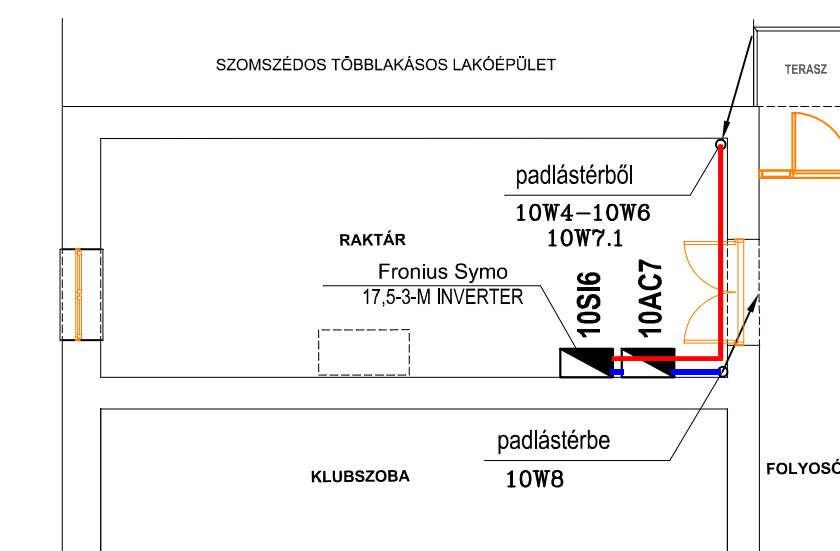 SZOMSZÉDOS TÖBBLAKÁSOS LAKÓÉPÜLET
TERASZ
padlástérből
10W4-10W6
10W7.1
RAKTÁR
Fronius Symo
17,5-3-M INVERTER
10SI6
10AC7
padlástérbe
10W8
KLUBSZOBA
FOLYOSÓ